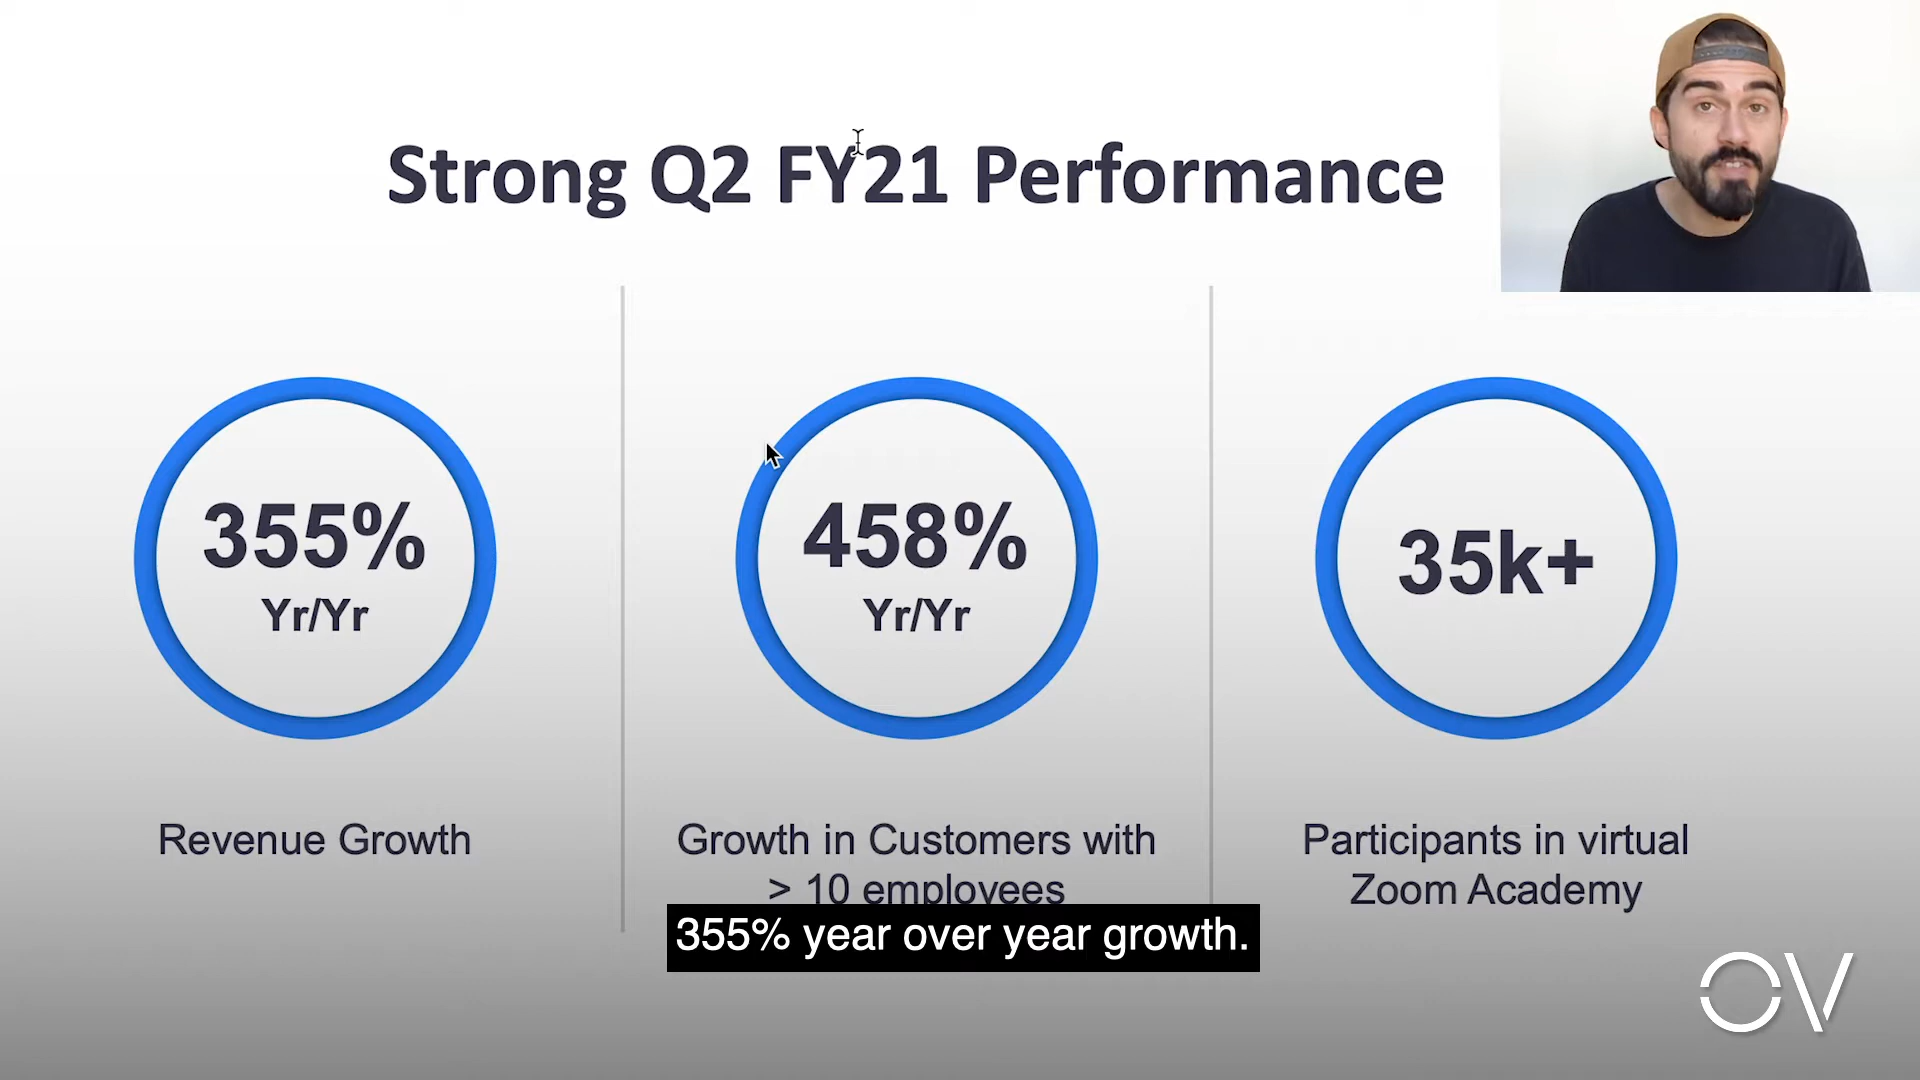 Strong Q2 FY21 Performance
355%
Yr/Yr
Revenue Growth
458%
Yr/Yr
Growth in Customers with
> 10 employees
35k+
Participants in virtual
Zoom Academy
355% year over year growth.
OV